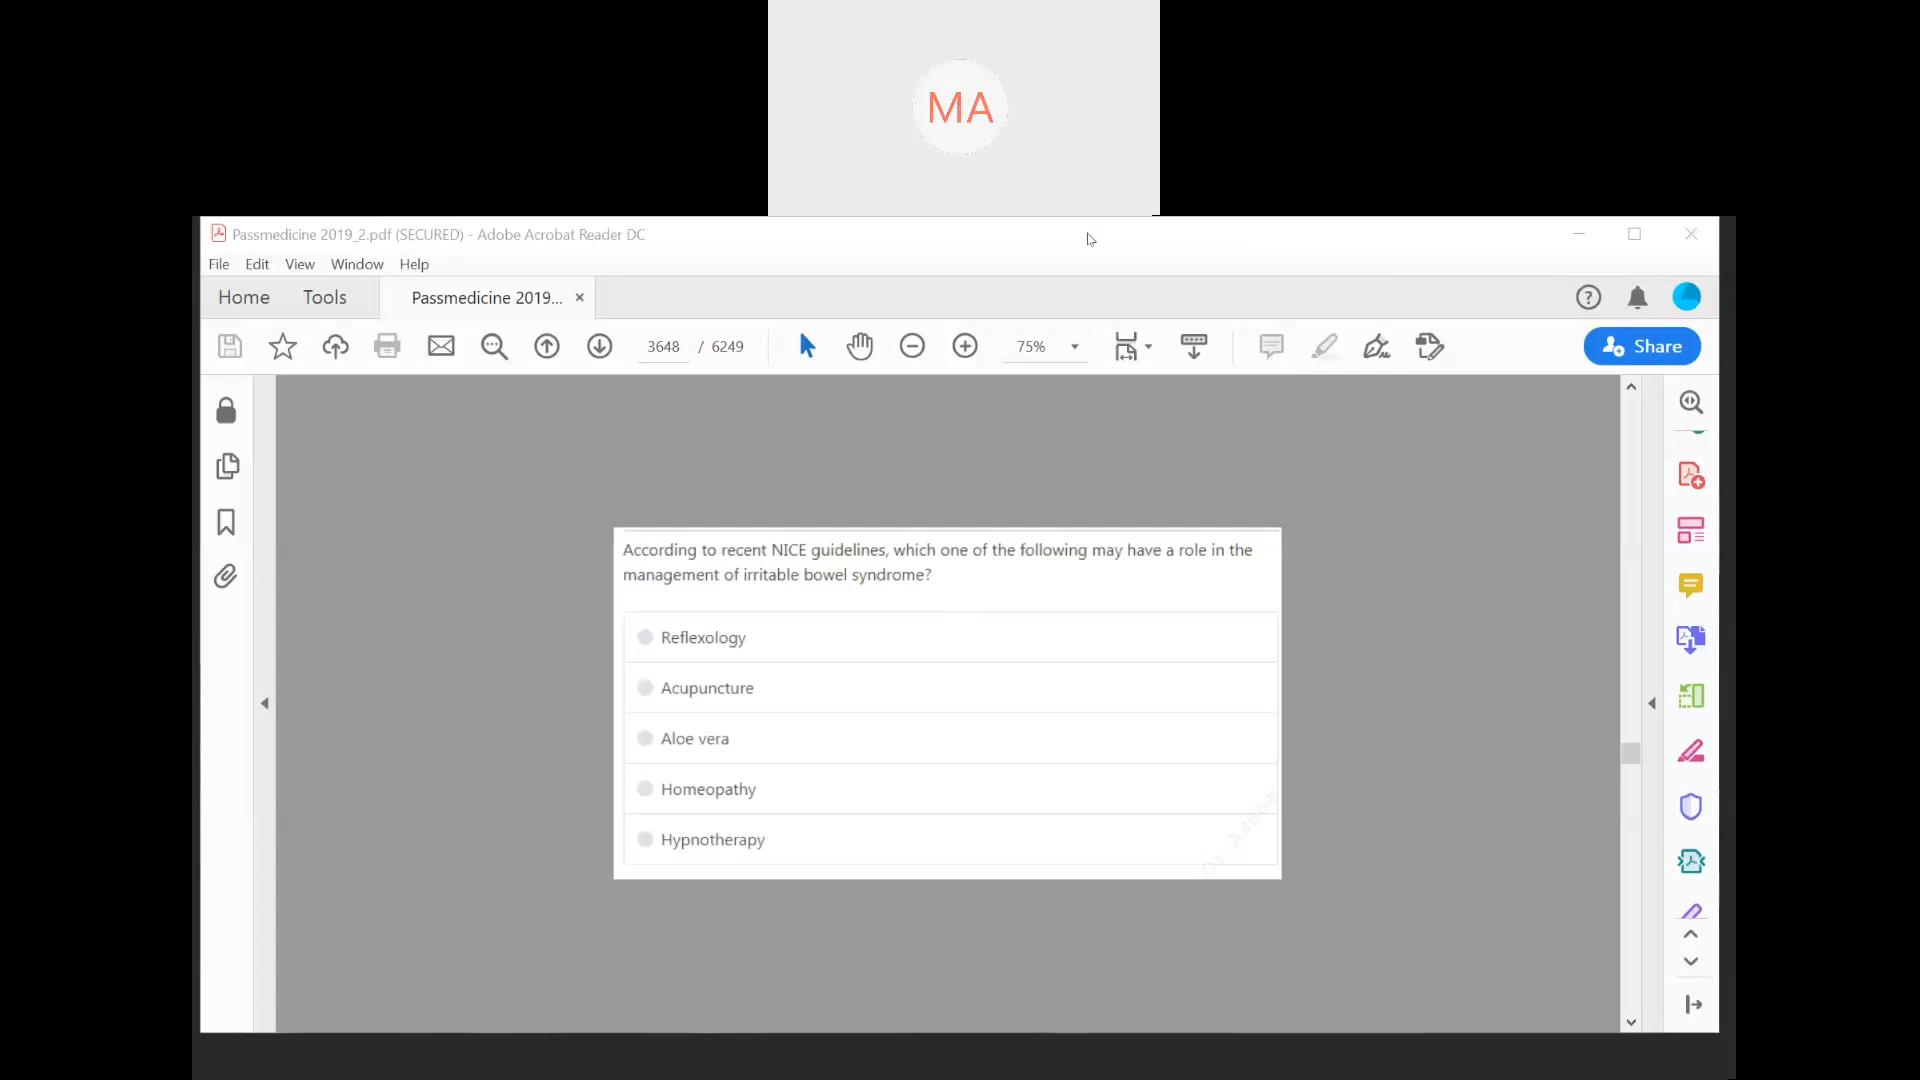 MA
Passmedicine 2019_2.pdf (SECURED) - Adobe Acrobat Reader DC
File Edit View Window Help
Home Tools Passmedicine 2019... ×
3648 / 6249 75% Share
According to recent NICE guidelines, which one of the following may have a role in the
management of irritable bowel syndrome?
Reflexology
Acupuncture
Aloe vera
Homeopathy
Hypnotherapy